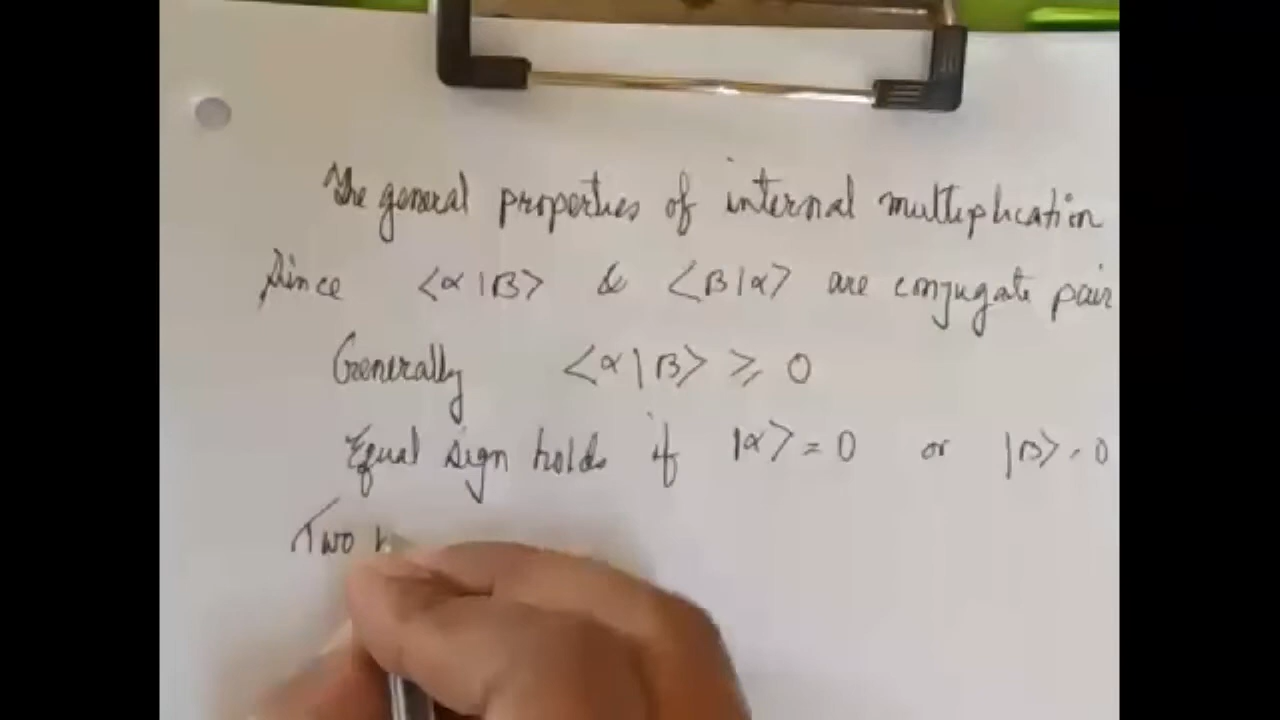 The general properties of internal multiplication
Since <α|β> & <β|α> are conjugate pair
Generally <α|β> ⩾ 0
Equal sign holds if |α> = 0 or |β> = 0
Two